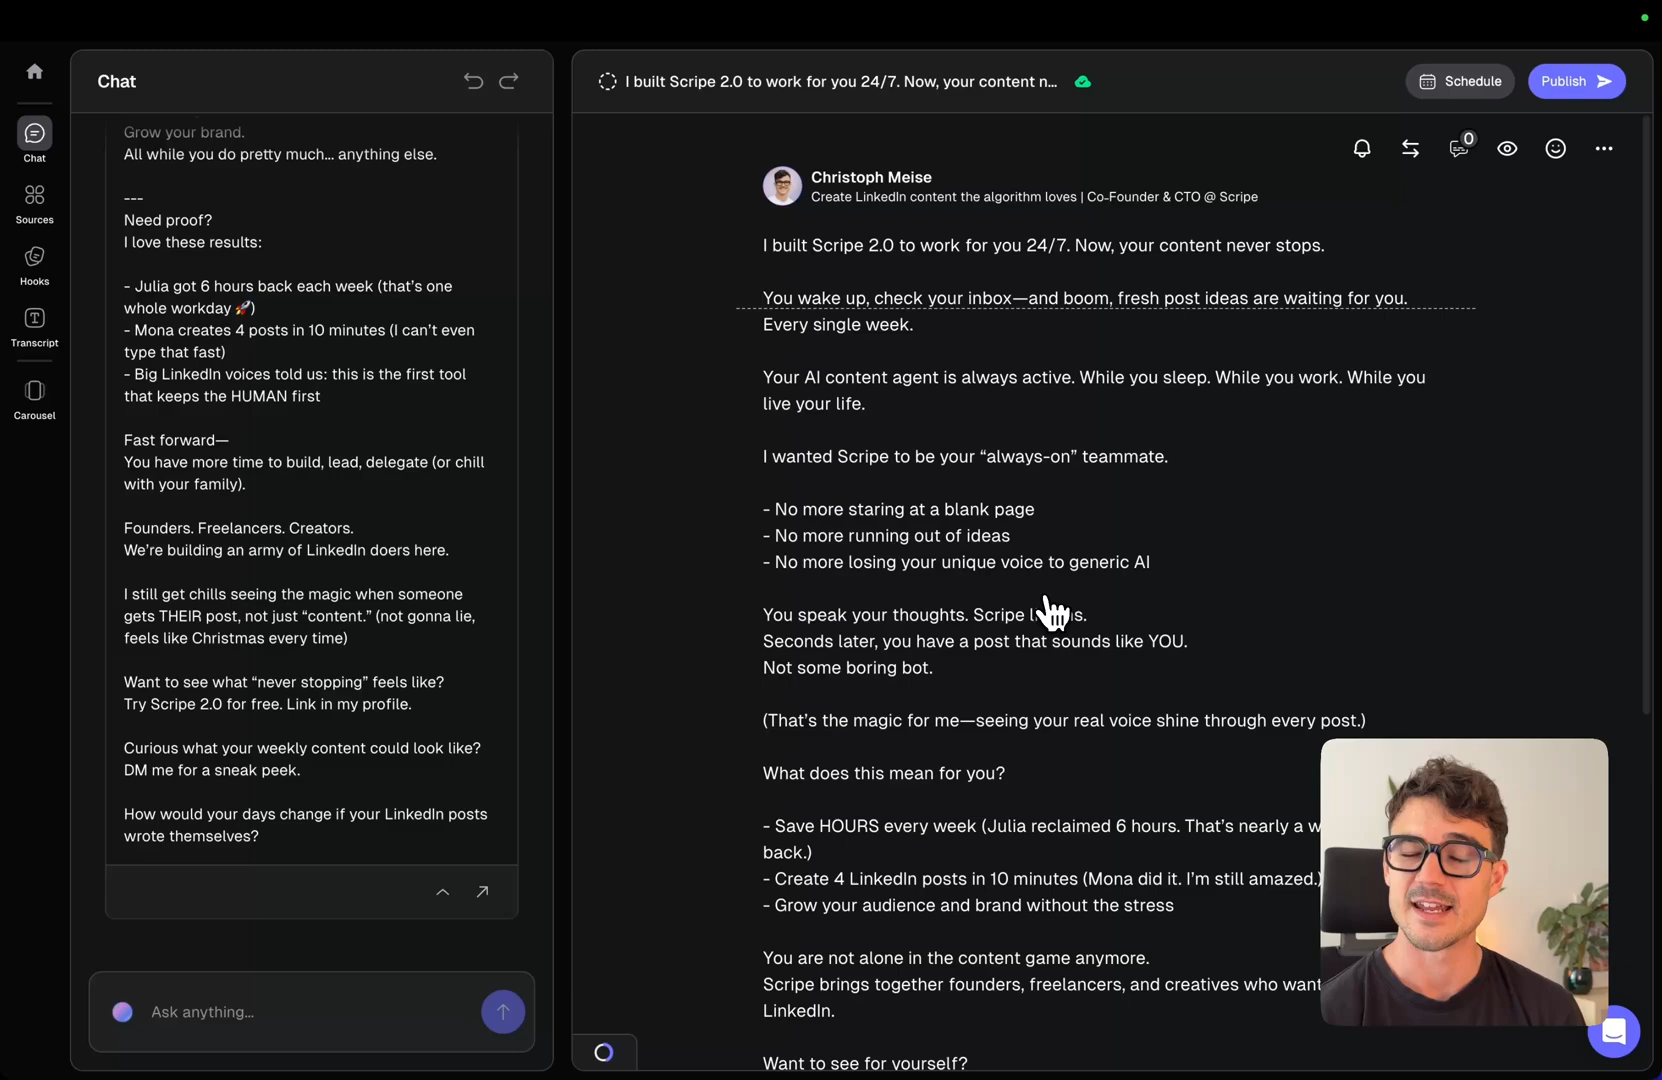 Chat
I built Scripe 2.0 to work for you 24/7. Now, your content n...
Schedule
Publish
Chat
Sources
Hooks
Transcript
Carousel
Grow your brand.
All while you do pretty much... anything else.
---
Need proof?
I love these results:
- Julia got 6 hours back each week (that's one
whole workday 🚀)
- Mona creates 4 posts in 10 minutes (I can't even
type that fast)
- Big LinkedIn voices told us: this is the first tool
that keeps the HUMAN first
Fast forward—
You have more time to build, lead, delegate (or chill
with your family).
Founders. Freelancers. Creators.
We're building an army of LinkedIn doers here.
I still get chills seeing the magic when someone
gets THEIR post, not just “content.” (not gonna lie,
feels like Christmas every time)
Want to see what “never stopping” feels like?
Try Scripe 2.0 for free. Link in my profile.
Curious what your weekly content could look like?
DM me for a sneak peek.
How would your days change if your LinkedIn posts
wrote themselves?
Ask anything...
0
Christoph Meise
Create LinkedIn content the algorithm loves | Co-Founder & CTO @ Scripe
I built Scripe 2.0 to work for you 24/7. Now, your content never stops.
You wake up, check your inbox—and boom, fresh post ideas are waiting for you.
Every single week.
Your AI content agent is always active. While you sleep. While you work. While you
live your life.
I wanted Scripe to be your “always-on” teammate.
- No more staring at a blank page
- No more running out of ideas
- No more losing your unique voice to generic AI
You speak your thoughts. Scripe
Seconds later, you have a post that sounds like YOU.
Not some boring bot.
(That's the magic for me—seeing your real voice shine through every post.)
What does this mean for you?
- Save HOURS every week (Julia reclaimed 6 hours. That's nearly a
back.)
- Create 4 LinkedIn posts in 10 minutes (Mona did it. I'm still amazed.)
- Grow your audience and brand without the stress
You are not alone in the content game anymore.
Scripe brings together founders, freelancers, and creatives who want
LinkedIn.
Want to see for yourself?